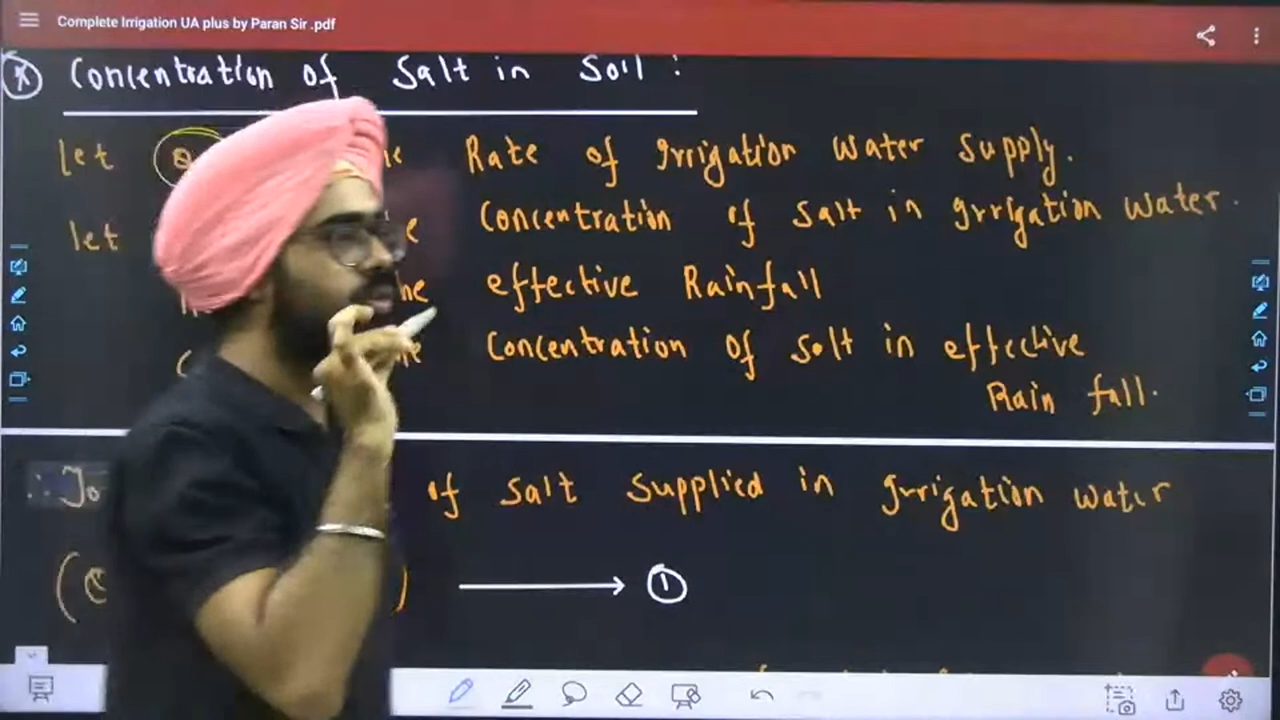 Complete Irrigation UA plus by Paran Sir .pdf
Concentration of Salt in Soil :
let Q Rate of Irrigation Water Supply.
let Concentration of Salt in Irrigation Water.
effective Rainfall
Concentration of Salt in effective
Rain fall.
of Salt Supplied in Irrigation water
( ) → 1